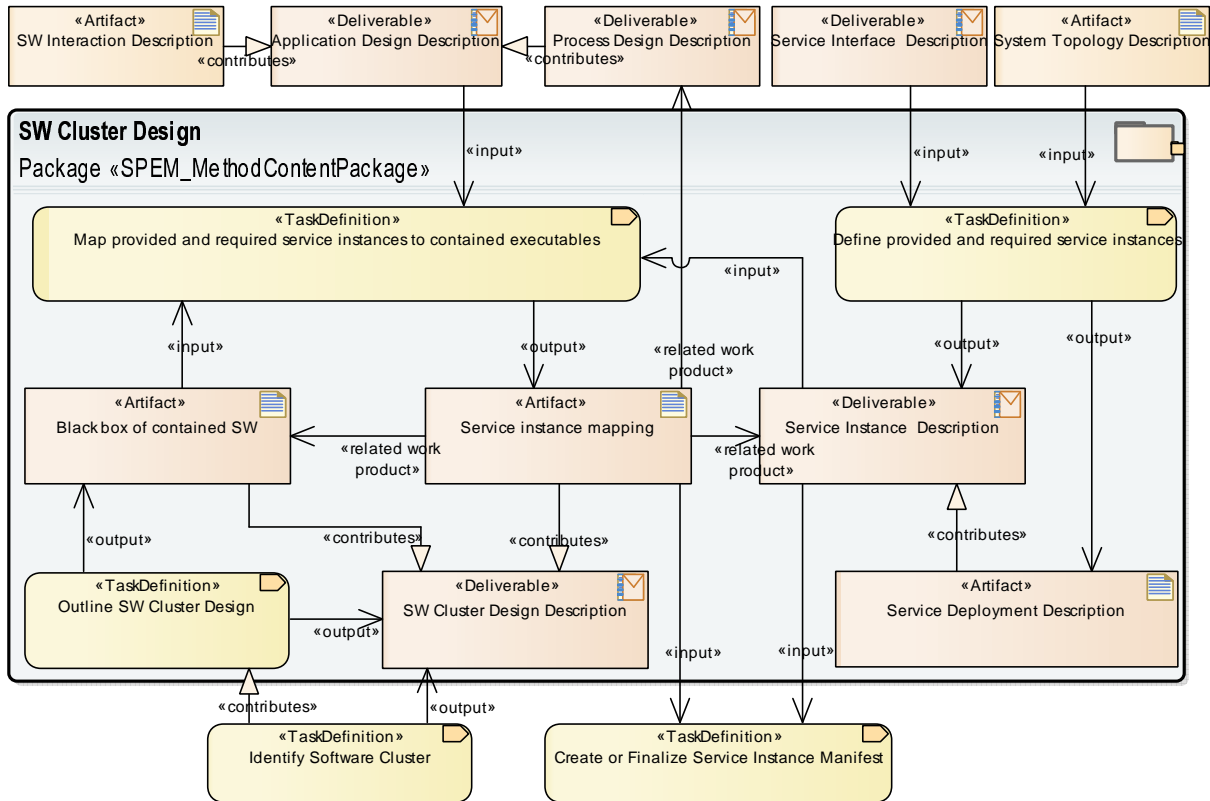 «Artifact»
SW Interaction Description
«contributes»
«Deliverable»
Application Design Description
«contributes»
«Deliverable»
Process Design Description
«Deliverable»
Service Interface Description
«Artifact»
System Topology Description
SW Cluster Design
Package «SPEM_MethodContentPackage»
«input»
«input»
«input»
«TaskDefinition»
Map provided and required service instances to contained executables
«TaskDefinition»
Define provided and required service instances
«input»
«input»
«output»
«related work
product»
«output»
«output»
«Artifact»
Blackbox of contained SW
«related work
product»
«Artifact»
Service instance mapping
«related work
product»
«Deliverable»
Service Instance Description
«output»
«contributes»
«contributes»
«contributes»
«TaskDefinition»
Outline SW Cluster Design
«output»
«Deliverable»
SW Cluster Design Description
«Artifact»
Service Deployment Description
«input»
«input»
«contributes»
«output»
«TaskDefinition»
Identify Software Cluster
«TaskDefinition»
Create or Finalize Service Instance Manifest